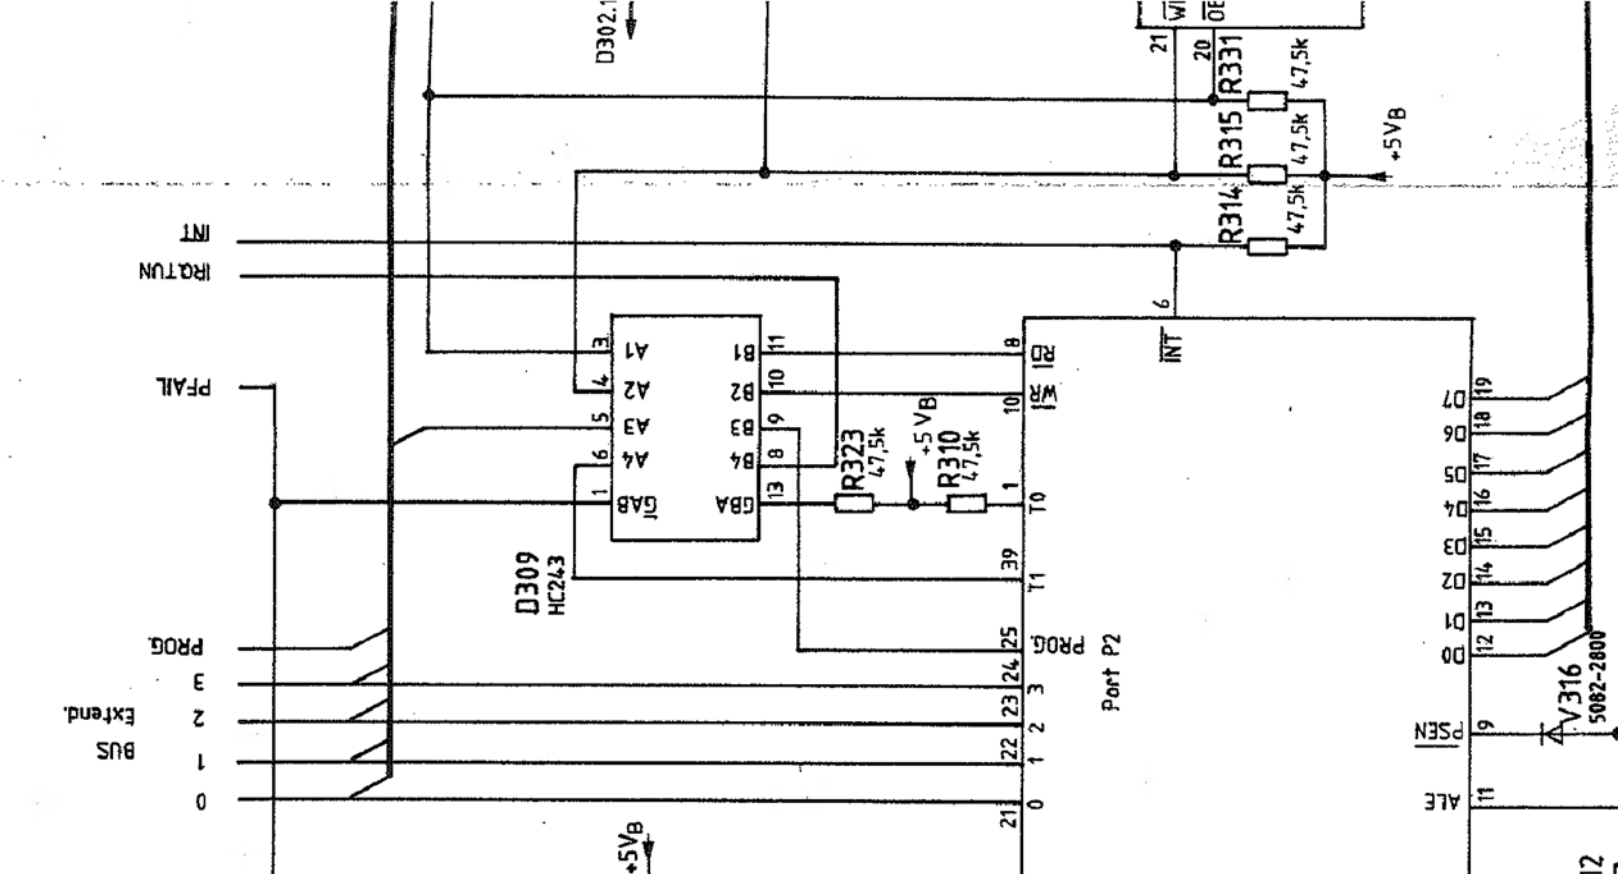 D302.1
21
20
OE
R331
47,5k
R315
47,5k
R314
47,5k
+5VB
INT
IRQ.TUN
PFAIL
6
INT
3
A1
B1
11
8
RD
4
A2
B2
10
10
WR
5
A3
B3
9
6
A4
B4
8
1
GAB
GBA
13
R323
47,5k
+5VB
R310
47,5k
1
T0
D309
HC243
39
T1
PROG.
25
PROG
3
24
3
Extend.
2
23
2
BUS
1
22
1
0
21
0
Port P2
D7
19
D6
18
D5
17
D4
16
D3
15
D2
14
D1
13
D0
12
V316
5082-2800
PSEN
9
ALE
11
+5VB
12